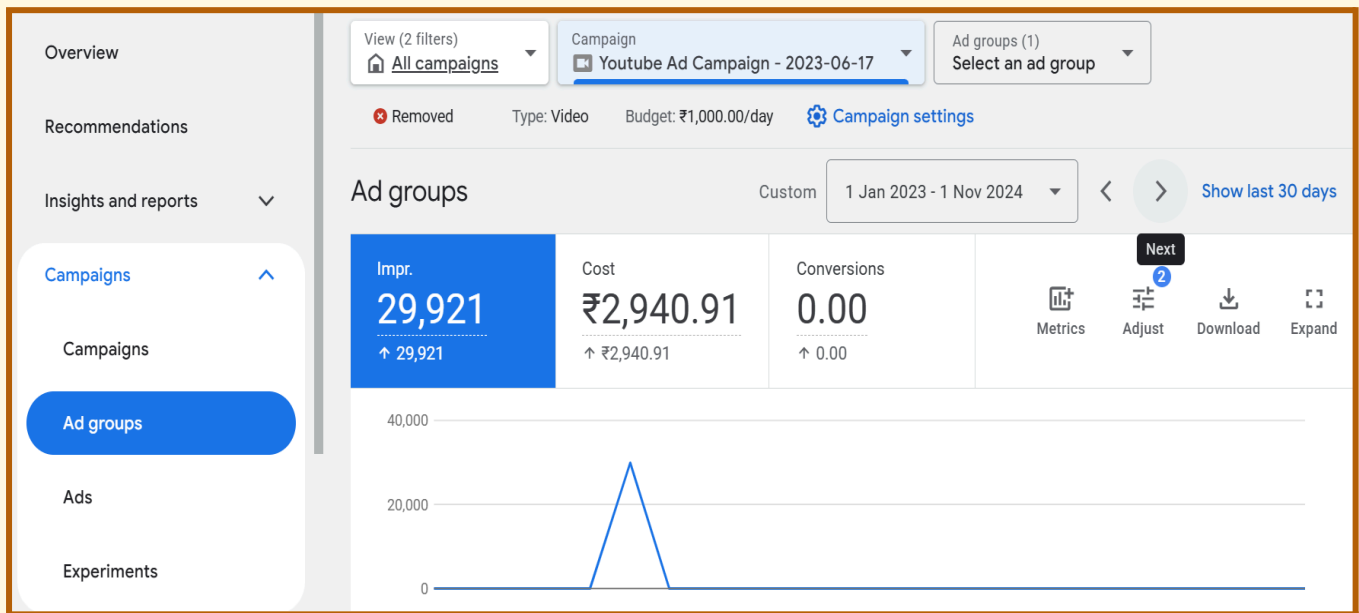 Overview
Recommendations
Insights and reports
Campaigns
Campaigns
Ad groups
Ads
Experiments
View (2 filters)
All campaigns
Campaign
Youtube Ad Campaign - 2023-06-17
Ad groups (1)
Select an ad group
Removed
Type: Video
Budget: ₹1,000.00/day
Campaign settings
Ad groups
Custom
1 Jan 2023 - 1 Nov 2024
Show last 30 days
Next
Impr.
29,921
↑ 29,921
Cost
₹2,940.91
↑ ₹2,940.91
Conversions
0.00
↑ 0.00
Metrics
2
Adjust
Download
Expand
40,000
20,000
0